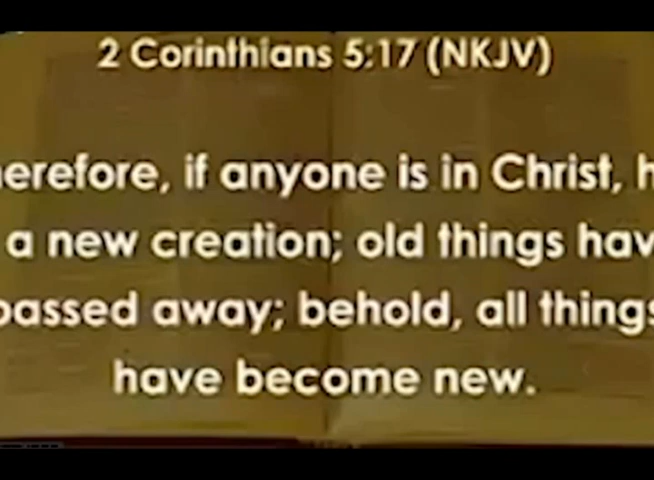 2 Corinthians 5:17 (NKJV)
erefore, if anyone is in Christ, h
a new creation; old things hav
passed away; behold, all things
have become new.